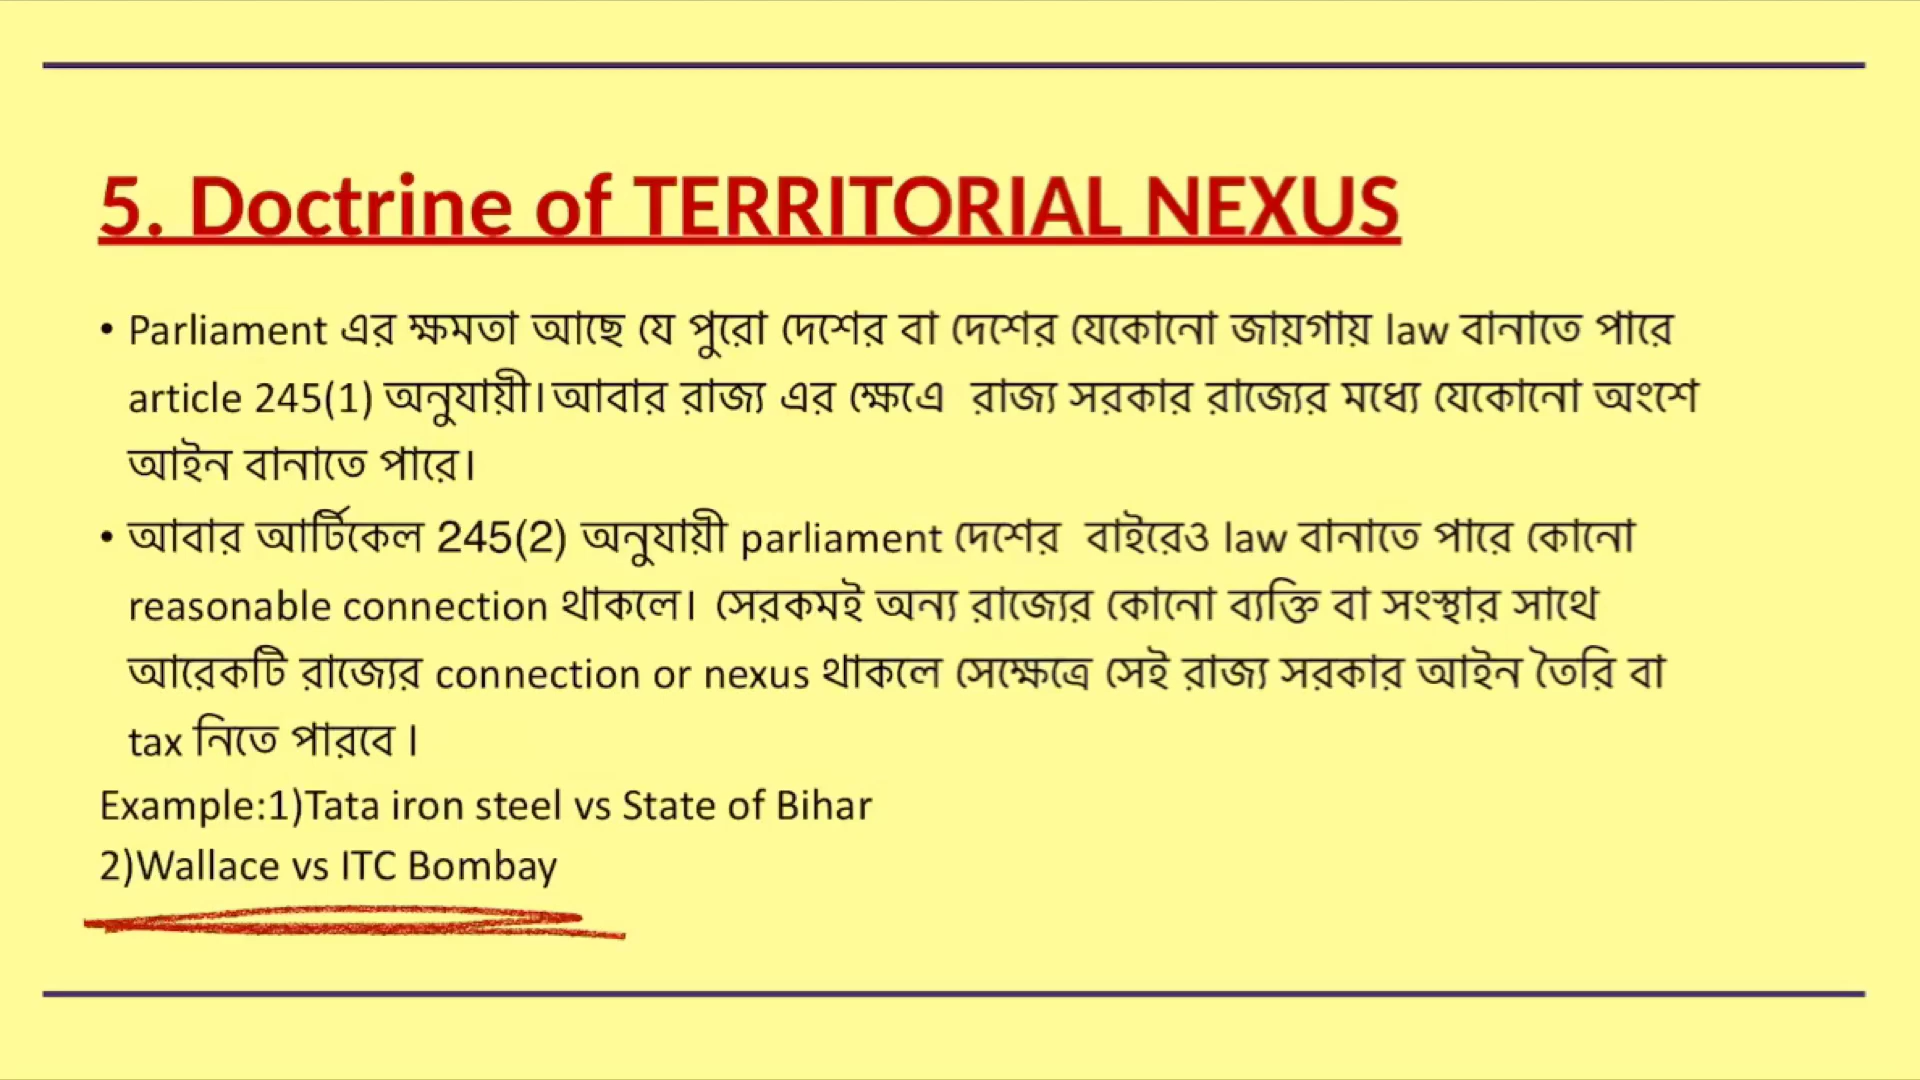 5. Doctrine of TERRITORIAL NEXUS
• Parliament এর ক্ষমতা আছে যে পুরো দেশের বা দেশের যেকোনো জায়গায় law বানাতে পারে
article 245(1) অনুযায়ী। আবার রাজ্য এর ক্ষেএে রাজ্য সরকার রাজ্যের মধ্যে যেকোনো অংশে
আইন বানাতে পারে।
• আবার আর্টিকেল 245(2) অনুযায়ী parliament দেশের বাইরেও law বানাতে পারে কোনো
reasonable connection থাকলে। সেরকমই অন্য রাজ্যের কোনো ব্যক্তি বা সংস্থার সাথে
আরেকটি রাজ্যের connection or nexus থাকলে সেক্ষেত্রে সেই রাজ্য সরকার আইন তৈরি বা
tax নিতে পারবে ।
Example:1)Tata iron steel vs State of Bihar
2)Wallace vs ITC Bombay